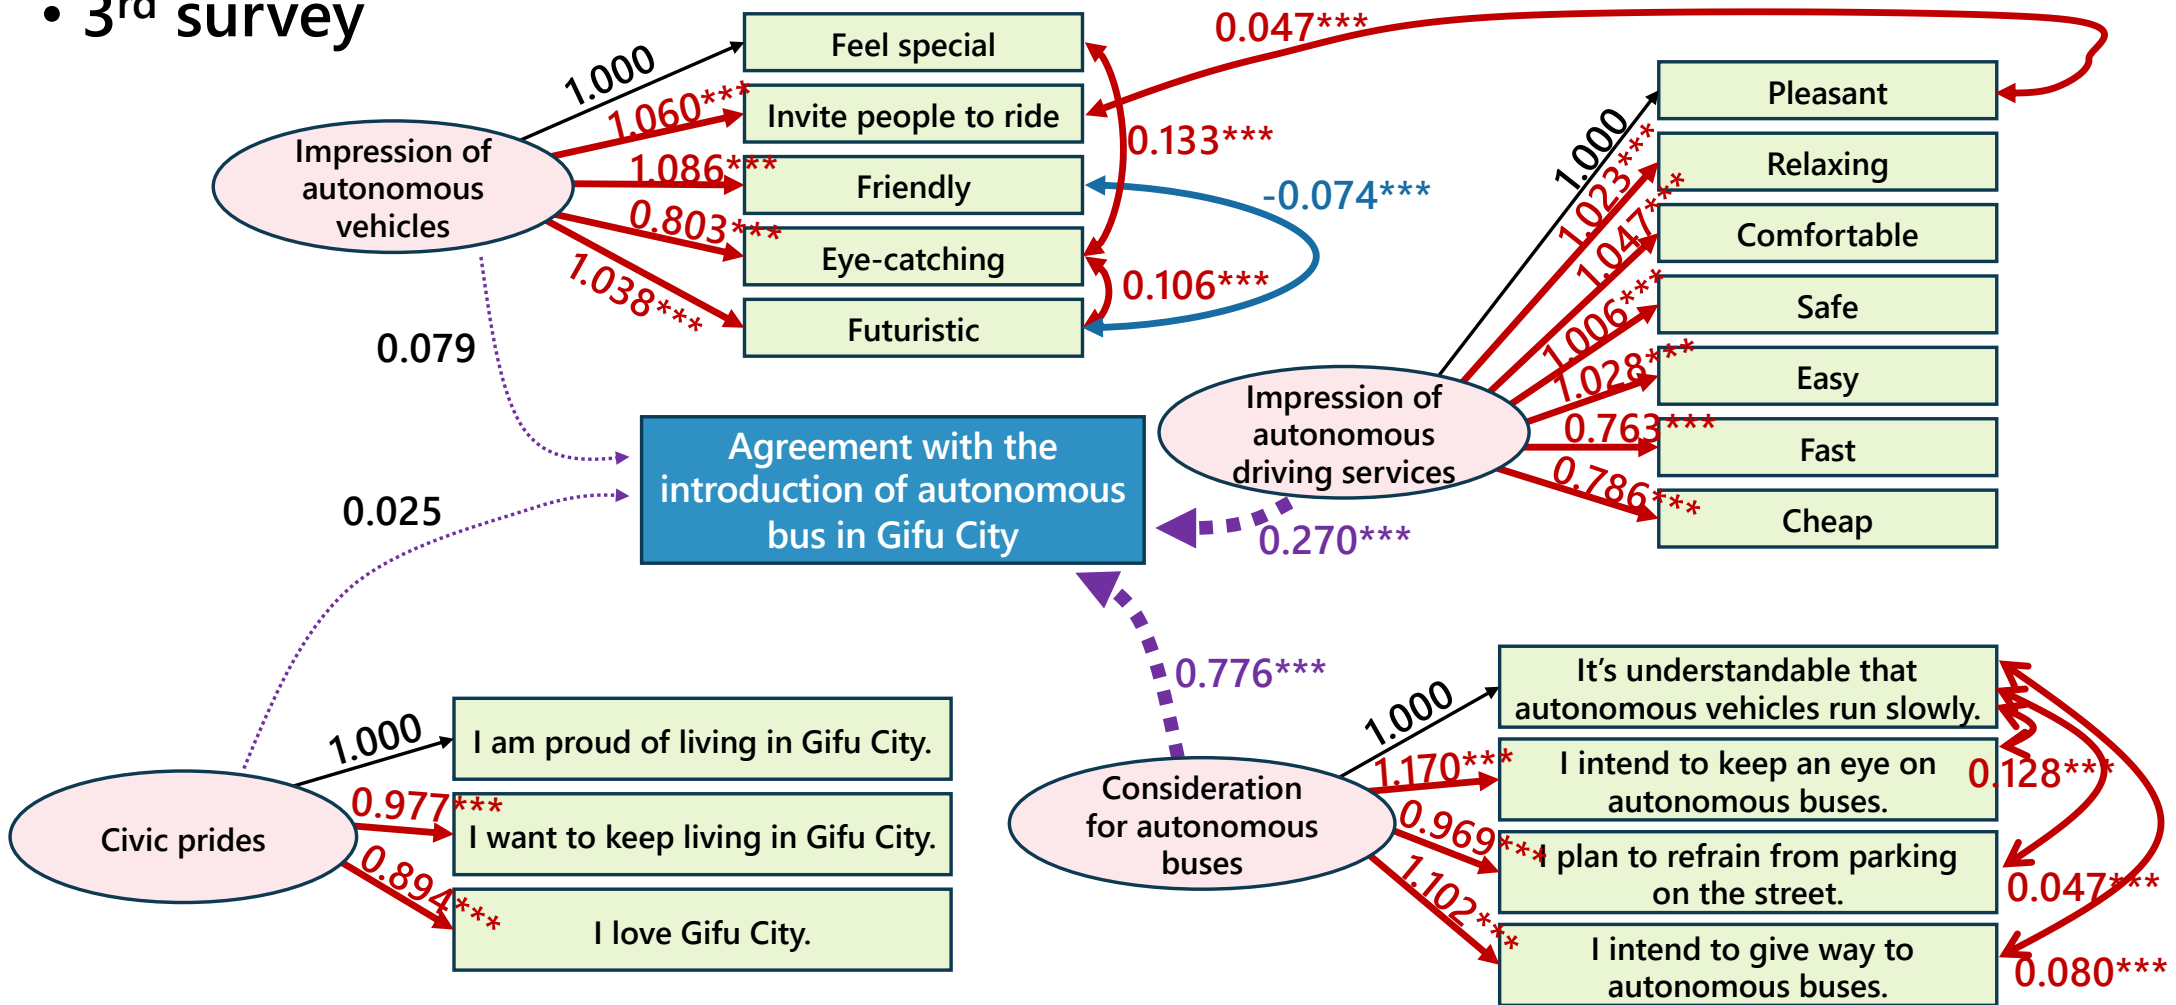 • 3rd survey
Impression of
autonomous
vehicles
1.000
1.060***
1.086***
0.803***
1.038***
Feel special
Invite people to ride
Friendly
Eye-catching
Futuristic
0.047***
0.133***
-0.074***
0.106***
Impression of
autonomous
driving services
1.000
1.023***
1.047***
1.006***
1.028***
0.763***
0.786***
Pleasant
Relaxing
Comfortable
Safe
Easy
Fast
Cheap
0.079
0.025
Agreement with the
introduction of autonomous
bus in Gifu City
0.270***
0.776***
Civic prides
1.000
0.977***
0.894***
I am proud of living in Gifu City.
I want to keep living in Gifu City.
I love Gifu City.
Consideration
for autonomous
buses
1.000
1.170***
0.969***
1.102***
It’s understandable that
autonomous vehicles run slowly.
I intend to keep an eye on
autonomous buses.
I plan to refrain from parking
on the street.
I intend to give way to
autonomous buses.
0.128***
0.047***
0.080***